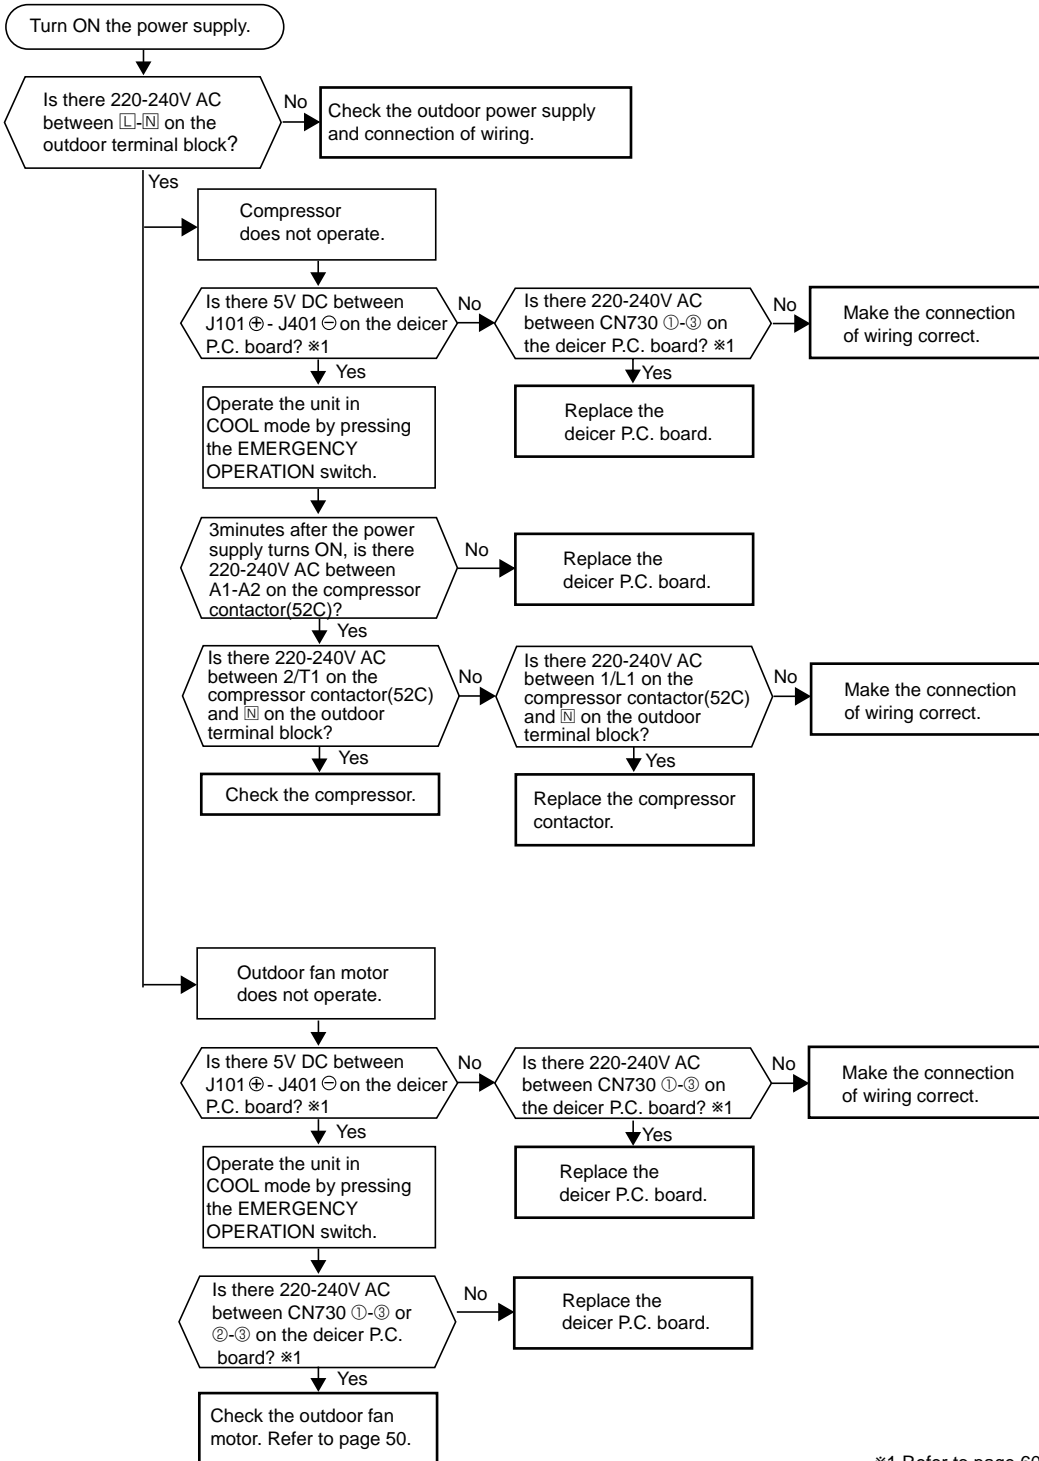 Turn ON the power supply.
Is there 220-240V AC
between L-N on the
outdoor terminal block?
No
Check the outdoor power supply
and connection of wiring.
Yes
Compressor
does not operate.
Is there 5V DC between
J101 ⊕ - J401 ⊖ on the deicer
P.C. board? ※1
No
Is there 220-240V AC
between CN730 ①-③ on
the deicer P.C. board? ※1
No
Make the connection
of wiring correct.
Yes
Yes
Operate the unit in
COOL mode by pressing
the EMERGENCY
OPERATION switch.
Replace the
deicer P.C. board.
3minutes after the power
supply turns ON, is there
220-240V AC between
A1-A2 on the compressor
contactor(52C)?
No
Replace the
deicer P.C. board.
Yes
Is there 220-240V AC
between 2/T1 on the
compressor contactor(52C)
and N on the outdoor
terminal block?
No
Is there 220-240V AC
between 1/L1 on the
compressor contactor(52C)
and N on the outdoor
terminal block?
No
Make the connection
of wiring correct.
Yes
Yes
Check the compressor.
Replace the compressor
contactor.
Outdoor fan motor
does not operate.
Is there 5V DC between
J101 ⊕ - J401 ⊖ on the deicer
P.C. board? ※1
No
Is there 220-240V AC
between CN730 ①-③ on
the deicer P.C. board? ※1
No
Make the connection
of wiring correct.
Yes
Yes
Operate the unit in
COOL mode by pressing
the EMERGENCY
OPERATION switch.
Replace the
deicer P.C. board.
Is there 220-240V AC
between CN730 ①-③ or
②-③ on the deicer P.C.
board? ※1
No
Replace the
deicer P.C. board.
Yes
Check the outdoor fan
motor. Refer to page 50.
※1 Refer to page